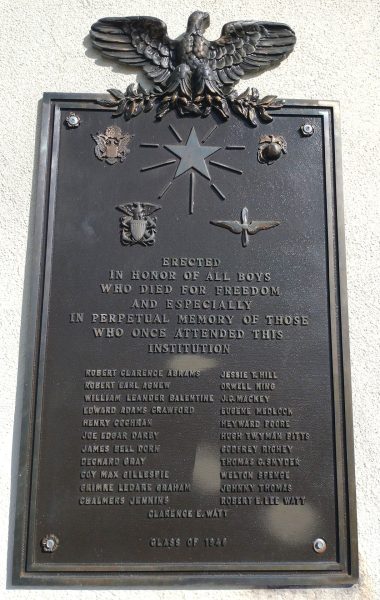 ERECTED
IN HONOR OF ALL BOYS
WHO DIED FOR FREEDOM,
AND ESPECIALLY
IN PERPETUAL MEMORY OF THOSE
WHO ONCE ATTENDED THIS
INSTITUTION
ROBERT CLARENCE ABRAMS
ROBERT EARL AGNEW
WILLIAM LEANDER BALENTINE
EDWARD ADAMS CRAWFORD
HENRY COCHRAN
JOE EDGAR DARBY
JAMES BELL DORN
DECHARD GRAY
COY MAX GILLESPIE
GRIMKE LEDARE GRAHAM
CHALMERS JENNINGS
JESSIE T. HILL
ORWELL KING
J. C. MACKEY
EUGENE MEDLOCK
HEYWARD POORE
HUGH TWYMAN PITTS
GODFREY RICHEY
THOMAS C. SNYDER
WELTON SPENCE
JOHNNY THOMAS
ROBERT E. LEE WATT
CLARENCE E. WATT
CLASS OF 1946